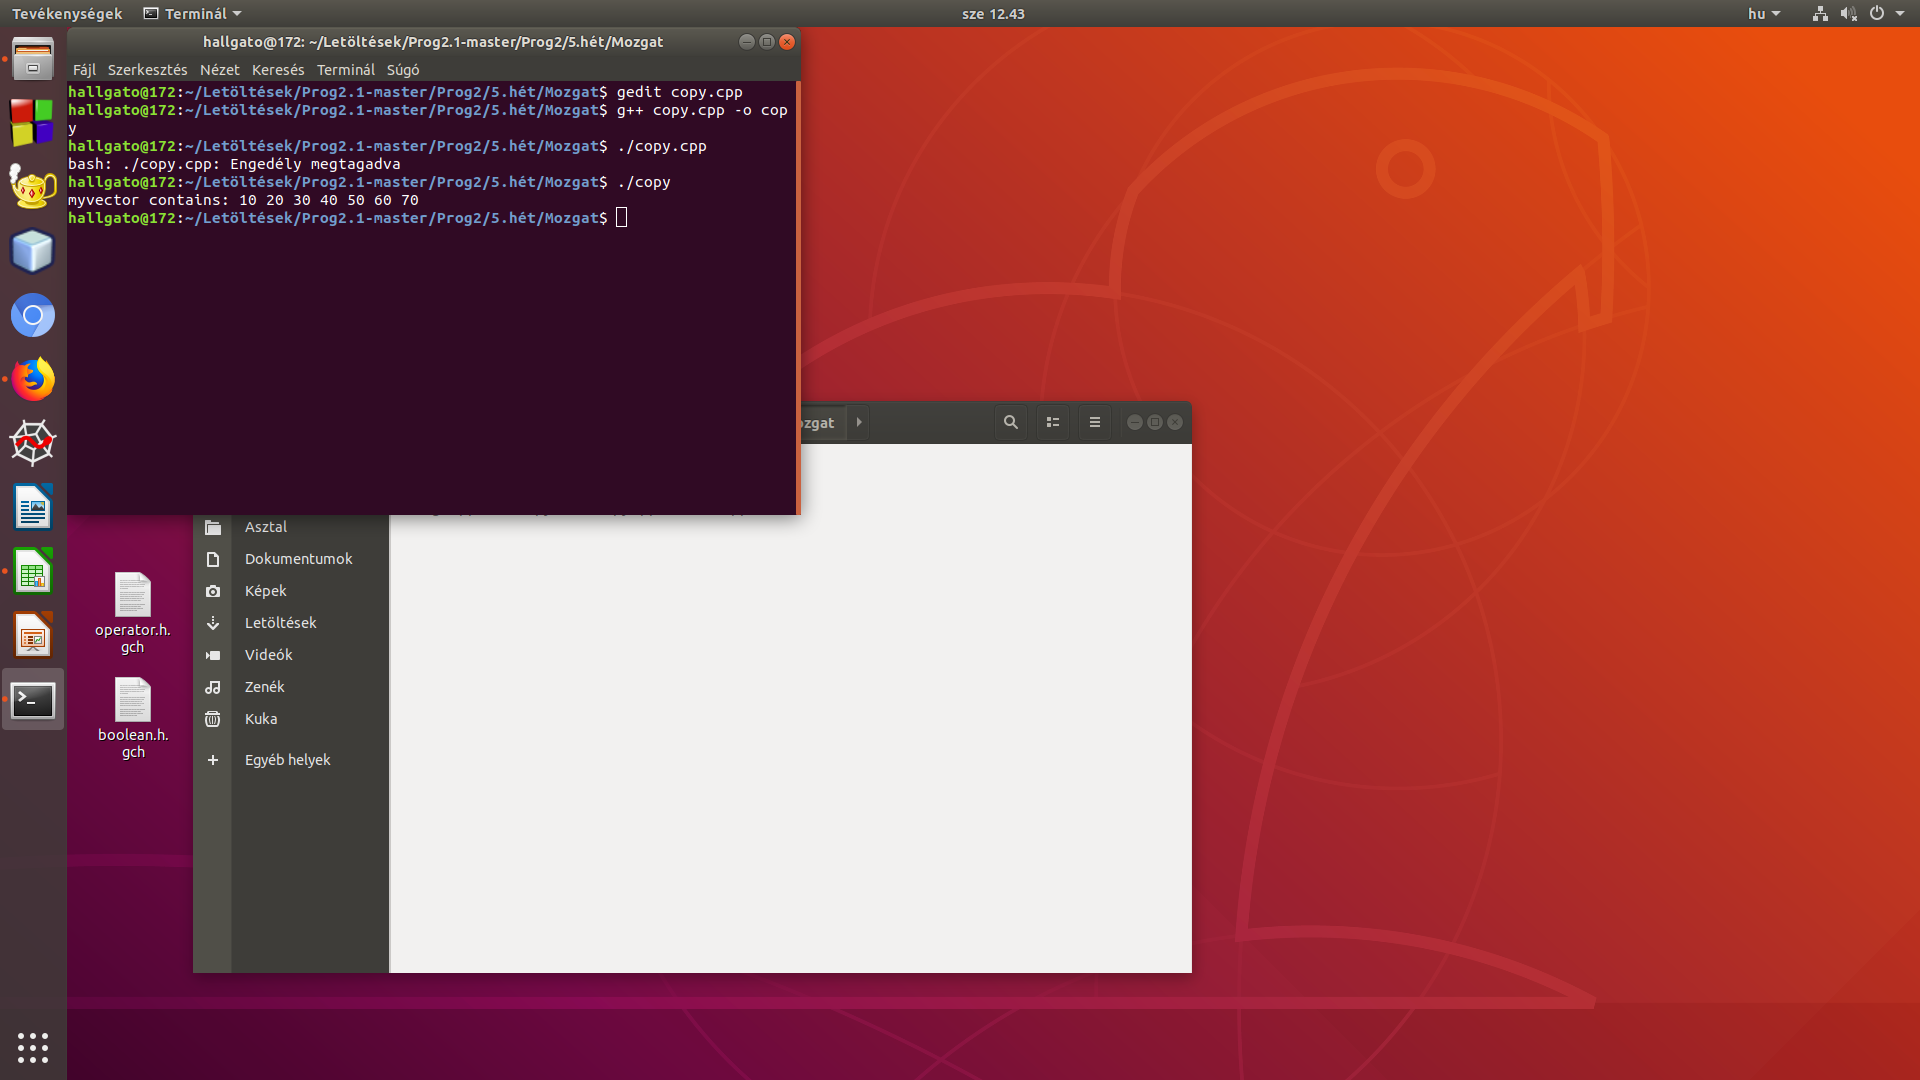 Tevékenységek Terminál sze 12.43 hu
hallgato@172: ~/Letöltések/Prog2.1-master/Prog2/5.hét/Mozgat
Fájl Szerkesztés Nézet Keresés Terminál Súgó
hallgato@172:~/Letöltések/Prog2.1-master/Prog2/5.hét/Mozgat$ gedit copy.cpp
hallgato@172:~/Letöltések/Prog2.1-master/Prog2/5.hét/Mozgat$ g++ copy.cpp -o cop
y
hallgato@172:~/Letöltések/Prog2.1-master/Prog2/5.hét/Mozgat$ ./copy.cpp
bash: ./copy.cpp: Engedély megtagadva
hallgato@172:~/Letöltések/Prog2.1-master/Prog2/5.hét/Mozgat$ ./copy
myvector contains: 10 20 30 40 50 60 70
hallgato@172:~/Letöltések/Prog2.1-master/Prog2/5.hét/Mozgat$
ozgat
Asztal
Dokumentumok
Képek
Letöltések
Videók
Zenék
Kuka
Egyéb helyek
operator.h.
gch
boolean.h.
gch